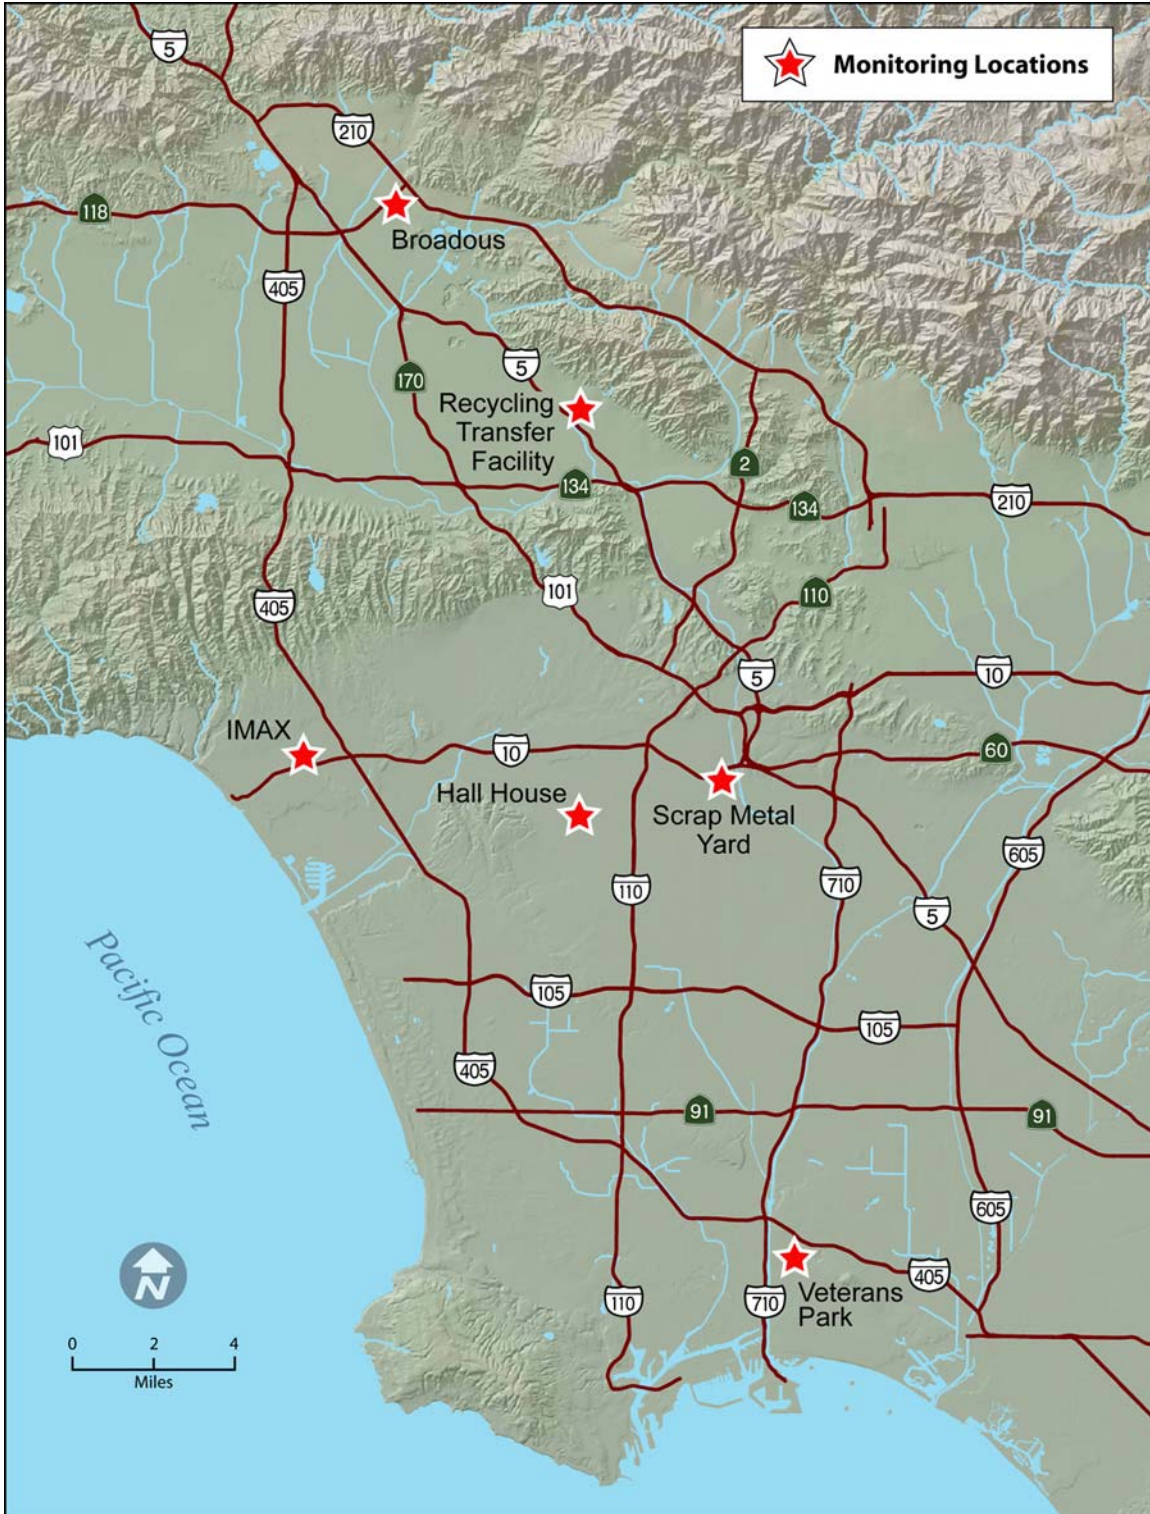 Monitoring Locations
5
210
118
Broadous
405
5
170
Recycling
Transfer
Facility
101
2
134
134
210
101
405
110
10
5
IMAX
10
60
Hall House
Scrap Metal
Yard
605
710
110
5
Pacific Ocean
105
105
405
91
91
605
405
Veterans
Park
110
710
N
0 2 4
Miles